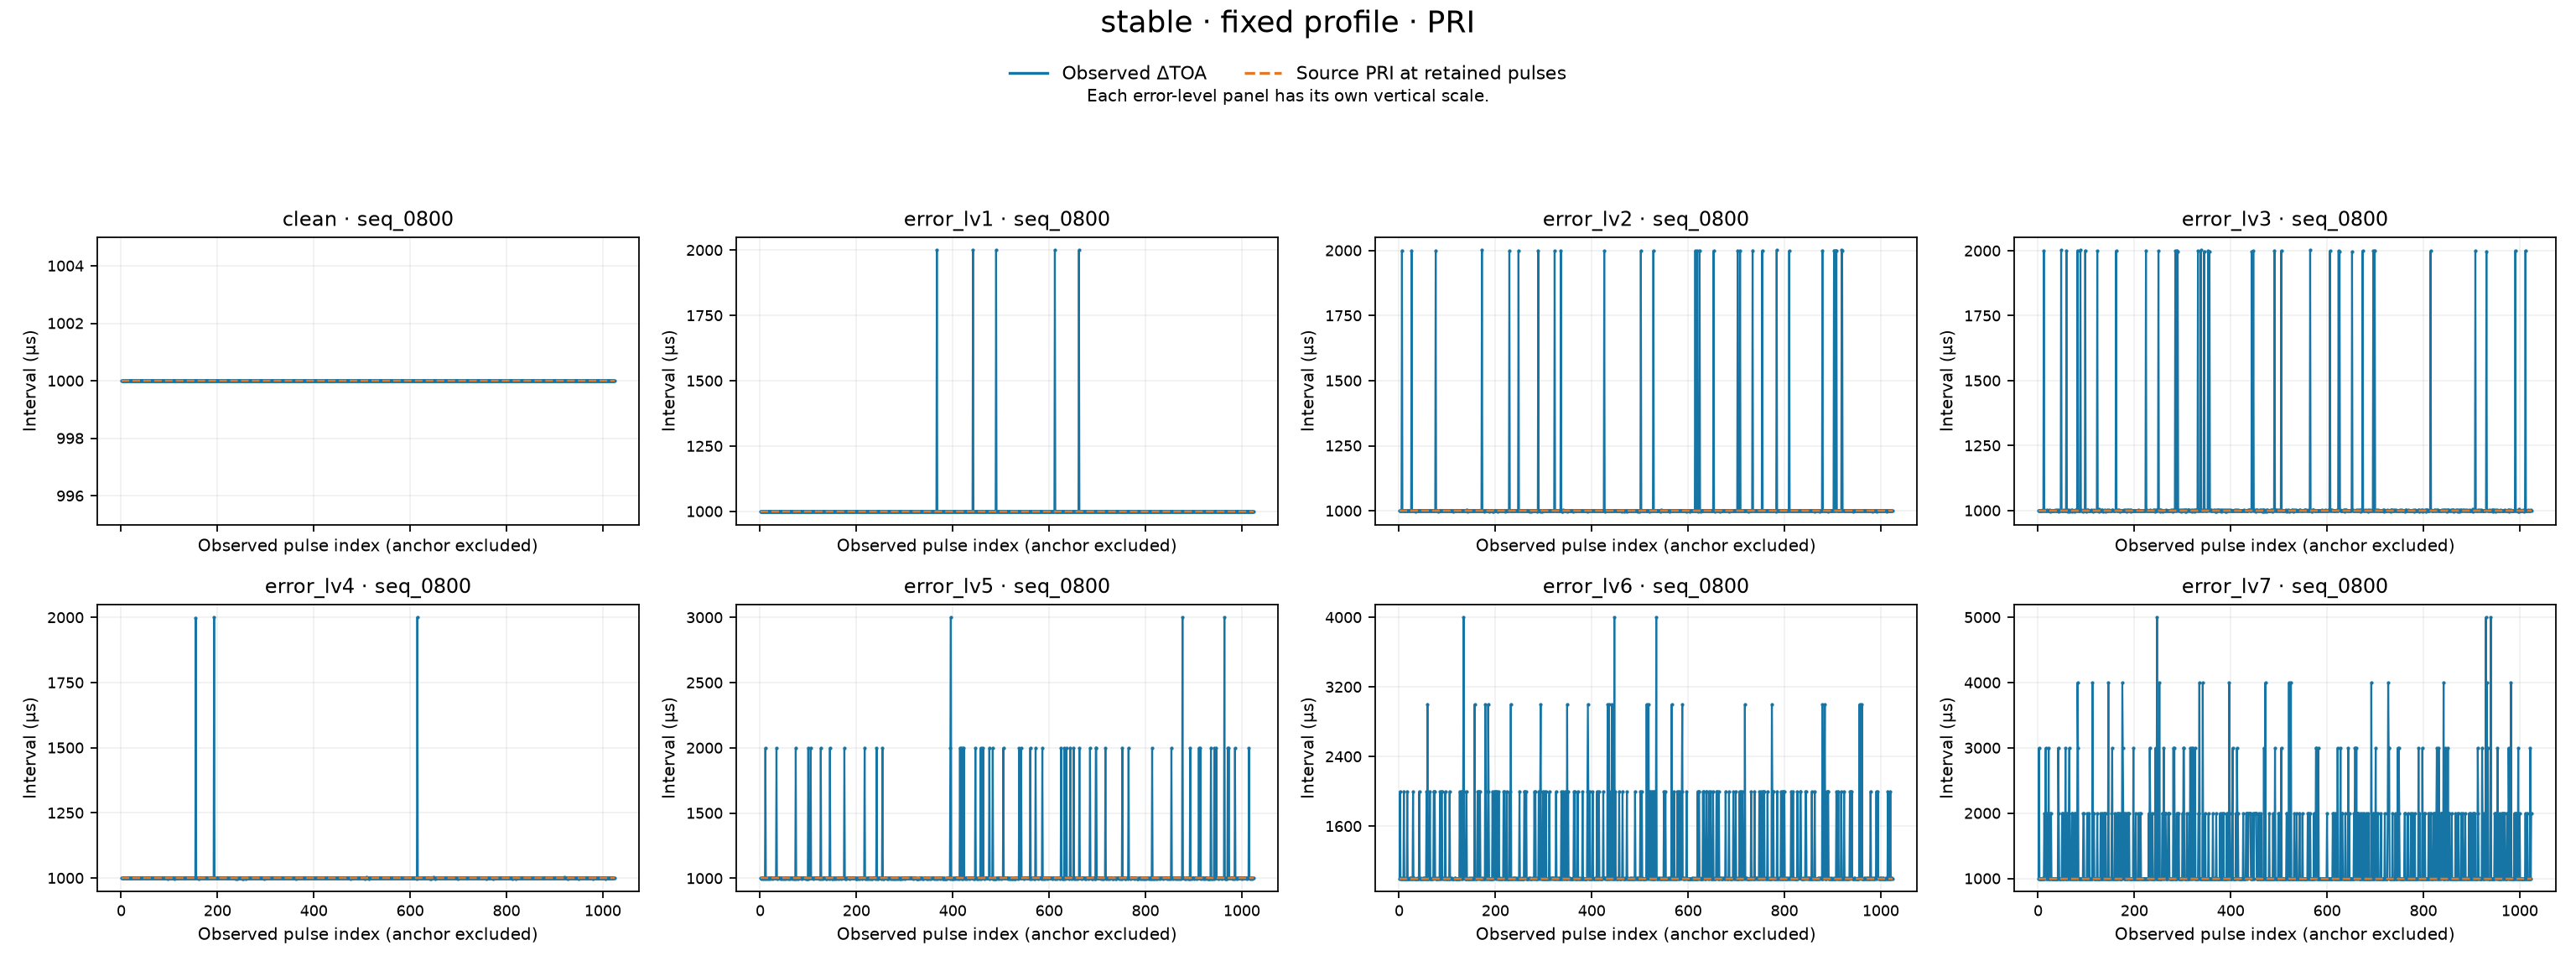 stable · fixed profile · PRI
Observed ΔTOA Source PRI at retained pulses
Each error-level panel has its own vertical scale.
clean · seq_0800
1004
1002
1000
998
996
Interval (μs)
Observed pulse index (anchor excluded)
error_lv1 · seq_0800
2000
1750
1500
1250
1000
Interval (μs)
Observed pulse index (anchor excluded)
error_lv2 · seq_0800
2000
1750
1500
1250
1000
Interval (μs)
Observed pulse index (anchor excluded)
error_lv3 · seq_0800
2000
1750
1500
1250
1000
Interval (μs)
Observed pulse index (anchor excluded)
error_lv4 · seq_0800
2000
1750
1500
1250
1000
Interval (μs)
0 200 400 600 800 1000
Observed pulse index (anchor excluded)
error_lv5 · seq_0800
3000
2500
2000
1500
1000
Interval (μs)
0 200 400 600 800 1000
Observed pulse index (anchor excluded)
error_lv6 · seq_0800
4000
3200
2400
1600
Interval (μs)
0 200 400 600 800 1000
Observed pulse index (anchor excluded)
error_lv7 · seq_0800
5000
4000
3000
2000
1000
Interval (μs)
0 200 400 600 800 1000
Observed pulse index (anchor excluded)